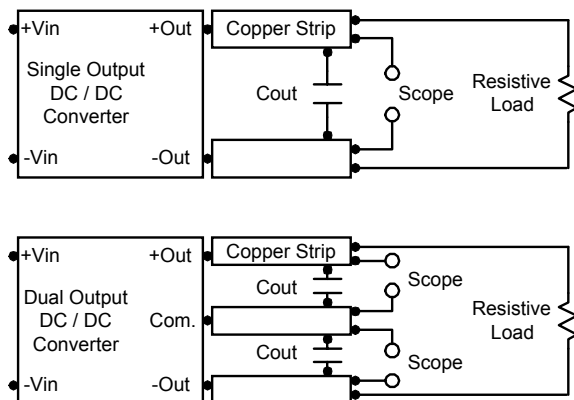 +Vin +Out Copper Strip
Single Output
DC / DC
Converter
Cout Scope Resistive
Load
-Vin -Out
+Vin +Out Copper Strip
Cout Scope
Dual Output
DC / DC
Converter
Com. Resistive
Load
Cout Scope
-Vin -Out